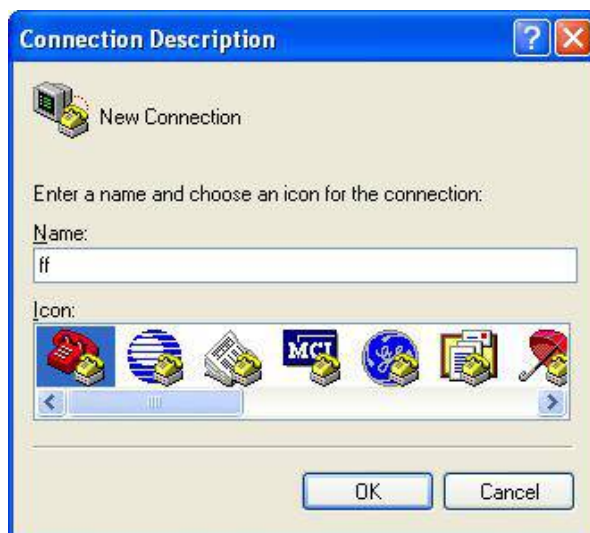 Connection Description
New Connection
Enter a name and choose an icon for the connection:
Name:
ff
Icon:
MCI
OK
Cancel